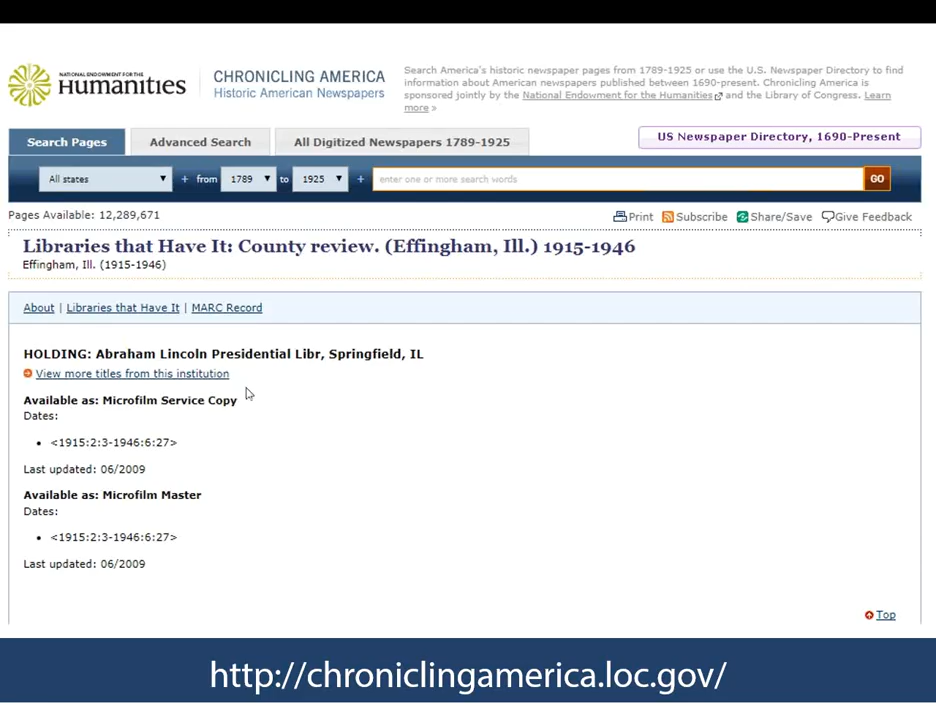 NATIONAL ENDOWMENT FOR THE
Humanities
CHRONICLING AMERICA
Historic American Newspapers
Search America's historic newspaper pages from 1789-1925 or use the U.S. Newspaper Directory to find
information about American newspapers published between 1690-present. Chronicling America is
sponsored jointly by the National Endowment for the Humanities and the Library of Congress. Learn
more »
Search Pages
Advanced Search
All Digitized Newspapers 1789-1925
US Newspaper Directory, 1690-Present
All states + from 1789 to 1925 + enter one or more search words GO
Pages Available: 12,289,671
Print Subscribe Share/Save Give Feedback
Libraries that Have It: County review. (Effingham, Ill.) 1915-1946
Effingham, Ill. (1915-1946)
About | Libraries that Have It | MARC Record
HOLDING: Abraham Lincoln Presidential Libr, Springfield, IL
View more titles from this institution
Available as: Microfilm Service Copy
Dates:
• <1915:2:3-1946:6:27>
Last updated: 06/2009
Available as: Microfilm Master
Dates:
• <1915:2:3-1946:6:27>
Last updated: 06/2009
Top
http://chroniclingamerica.loc.gov/